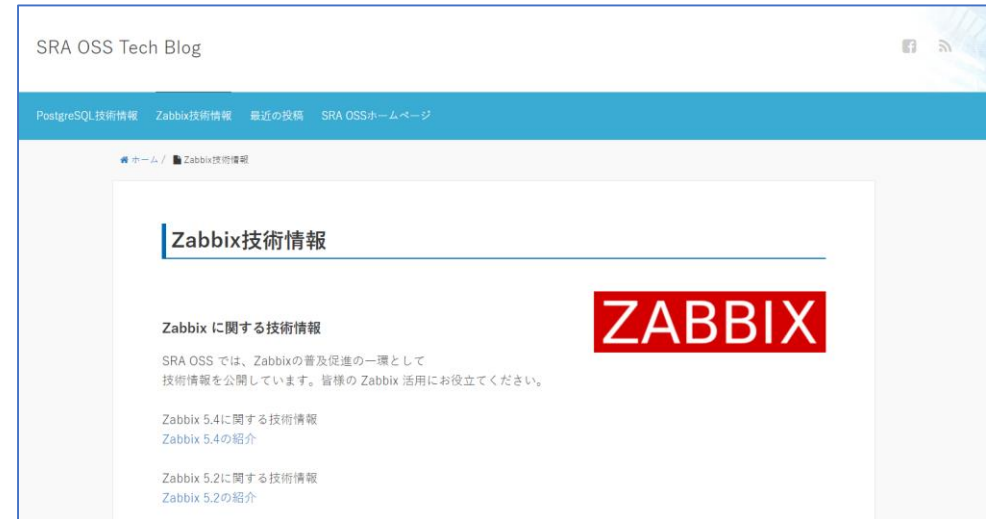 SRA OSS Tech Blog
PostgreSQL技術情報 Zabbix技術情報 最近の投稿 SRA OSSホームページ
ホーム / Zabbix技術情報
Zabbix技術情報
ZABBIX
Zabbix に関する技術情報
SRA OSS では、Zabbixの普及促進の一環として
技術情報を公開しています。皆様の Zabbix 活用にお役立てください。
Zabbix 5.4に関する技術情報
Zabbix 5.4の紹介
Zabbix 5.2に関する技術情報
Zabbix 5.2の紹介